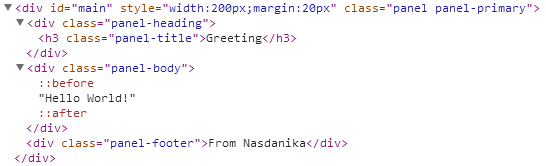 <div id="main" style="width:200px;margin:20px" class="panel panel-primary">
<div class="panel-heading">
<h3 class="panel-title">Greeting</h3>
</div>
<div class="panel-body">
::before
"Hello World!"
::after
</div>
<div class="panel-footer">From Nasdanika</div>
</div>